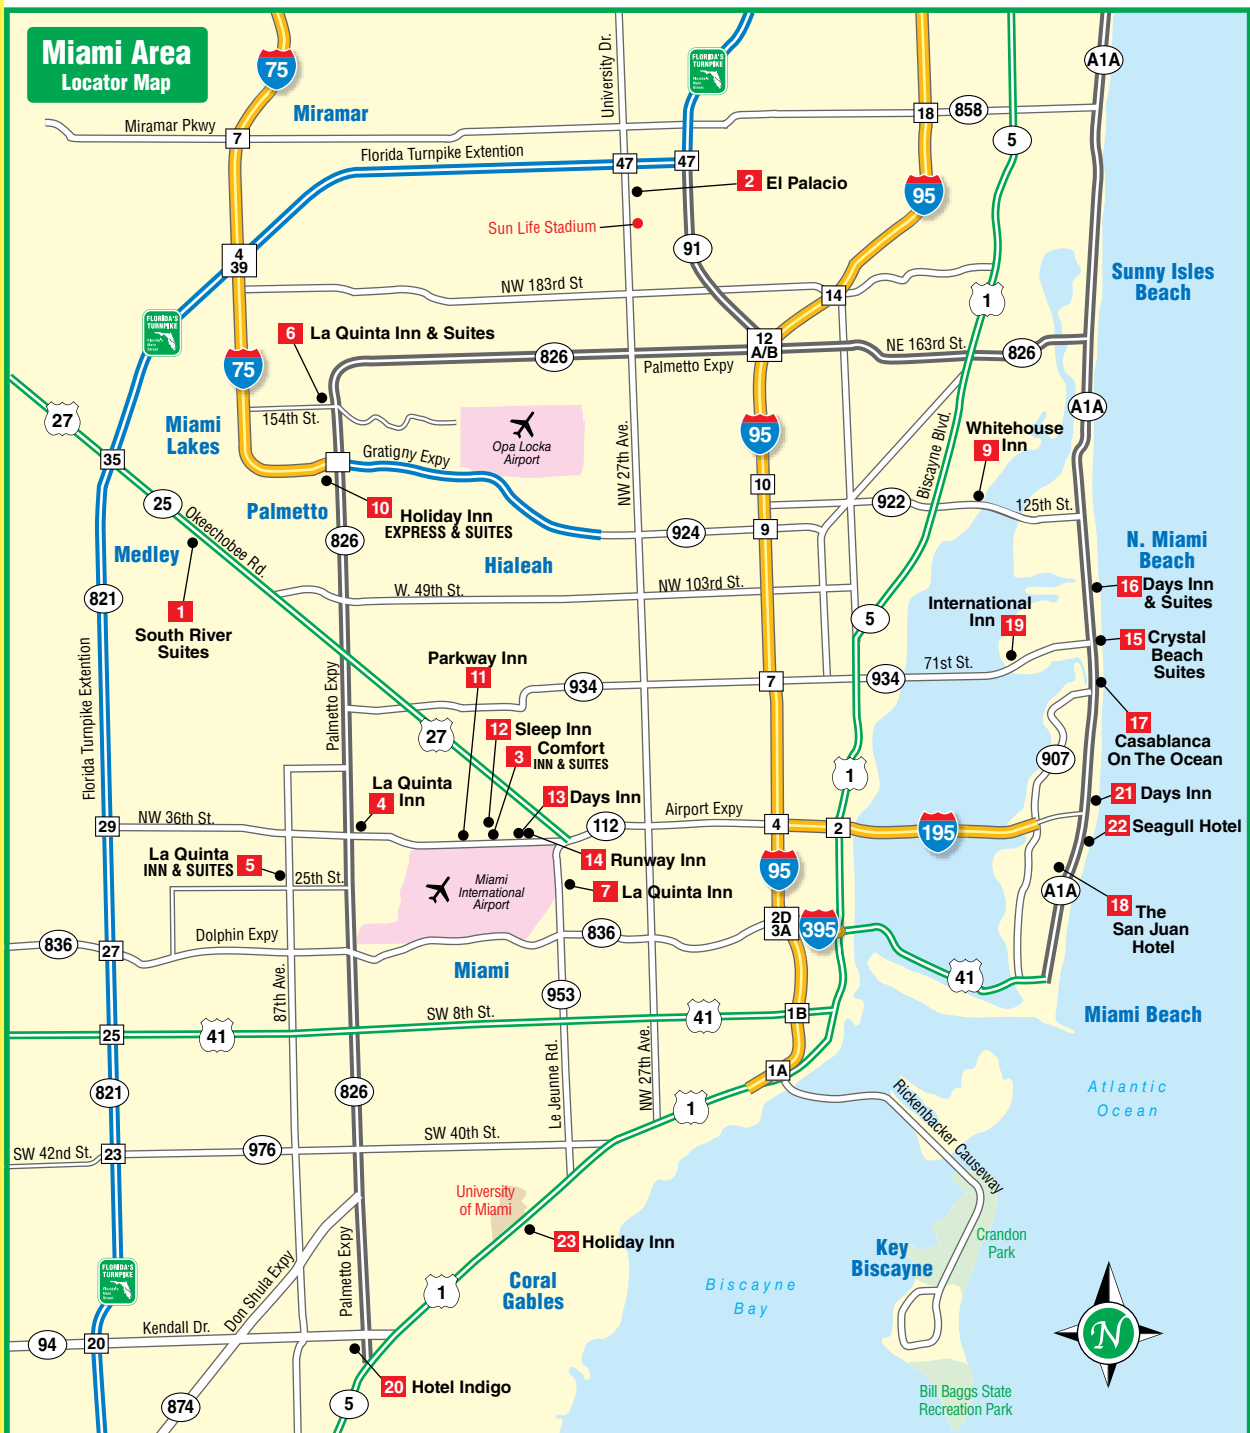 Miami Area
Locator Map
75
Miramar
Miramar Pkwy
7
Florida Turnpike Extention
University Dr.
47
47
FLORIDA'S
TURNPIKE
18
858
A1A
5
2 El Palacio
Sun Life Stadium
95
91
4
39
NW 183rd St
14
1
Sunny Isles
Beach
FLORIDA'S
TURNPIKE
6 La Quinta Inn & Suites
12
A/B
826
Palmetto Expy
NE 163rd St.
826
75
27
154th St.
Miami
Lakes
Opa Locka
Airport
NW 27th Ave.
95
A1A
Biscayne Blvd.
Whitehouse
9 Inn
35
Gratigny Expy
10
25
Okeechobee Rd.
Palmetto
10 Holiday Inn
EXPRESS & SUITES
922
125th St.
826
924
9
Medley
Hialeah
N. Miami
Beach
821
W. 49th St.
NW 103rd St.
16 Days Inn
& Suites
1
South River
Suites
5
International
Inn 19
15 Crystal
Beach
Suites
Parkway Inn
11
934
7
934
71st St.
Florida Turnpike Extention
Palmetto Expy
27
12 Sleep Inn
3 Comfort
INN & SUITES
17
Casablanca
On The Ocean
907
1
La Quinta
4 Inn
13 Days Inn
21 Days Inn
29
NW 36th St.
112
Airport Expy
4
2
195
22 Seagull Hotel
La Quinta
INN & SUITES 5
25th St.
14 Runway Inn
95
Miami
International
Airport
7 La Quinta Inn
A1A
18 The
San Juan
Hotel
836
27
Dolphin Expy
836
2D
3A
395
Miami
41
87th Ave.
953
25
41
SW 8th St.
41
1B
Miami Beach
821
826
Le Jeunne Rd.
NW 27th Ave.
1A
1
Rickenbacker Causeway
Atlantic
Ocean
SW 42nd St.
23
976
SW 40th St.
University
of Miami
23 Holiday Inn
Crandon
Park
Key
Biscayne
FLORIDA'S
TURNPIKE
Palmetto Expy
Don Shula Expy
1
Coral
Gables
Biscayne
Bay
94
20
Kendall Dr.
N
20 Hotel Indigo
874
5
Bill Baggs State
Recreation Park